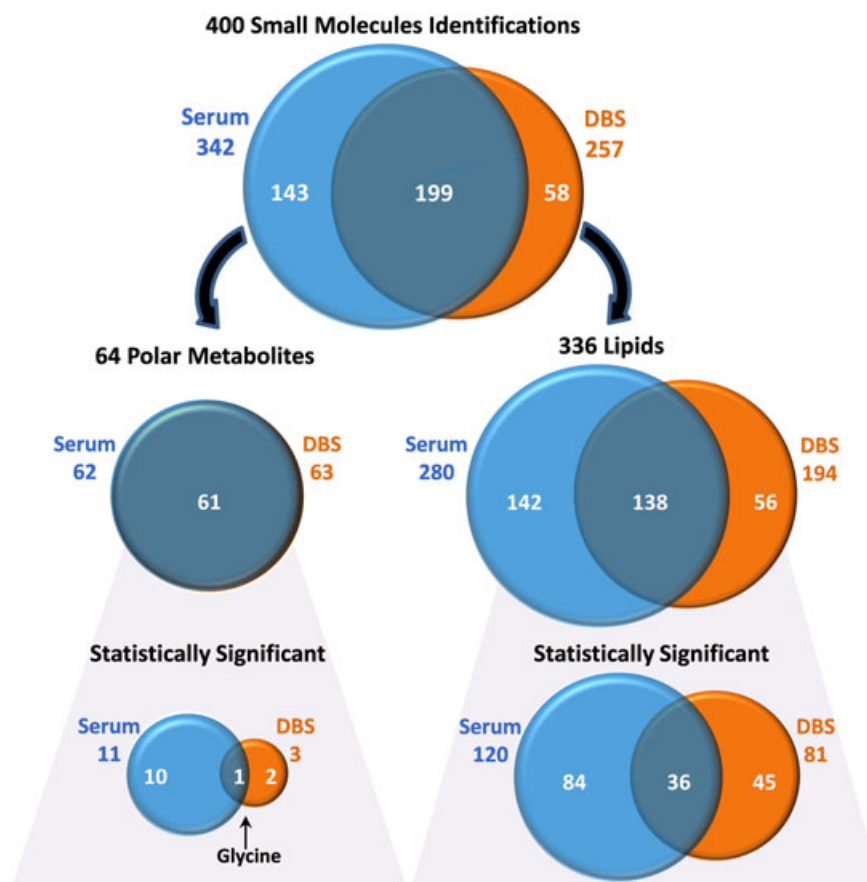 400 Small Molecules Identifications
Serum
342
DBS
257
143
199
58
64 Polar Metabolites
336 Lipids
Serum
62
DBS
63
61
Serum
280
DBS
194
142
138
56
Statistically Significant
Statistically Significant
Serum
11
DBS
3
10
1
2
Glycine
Serum
120
DBS
81
84
36
45